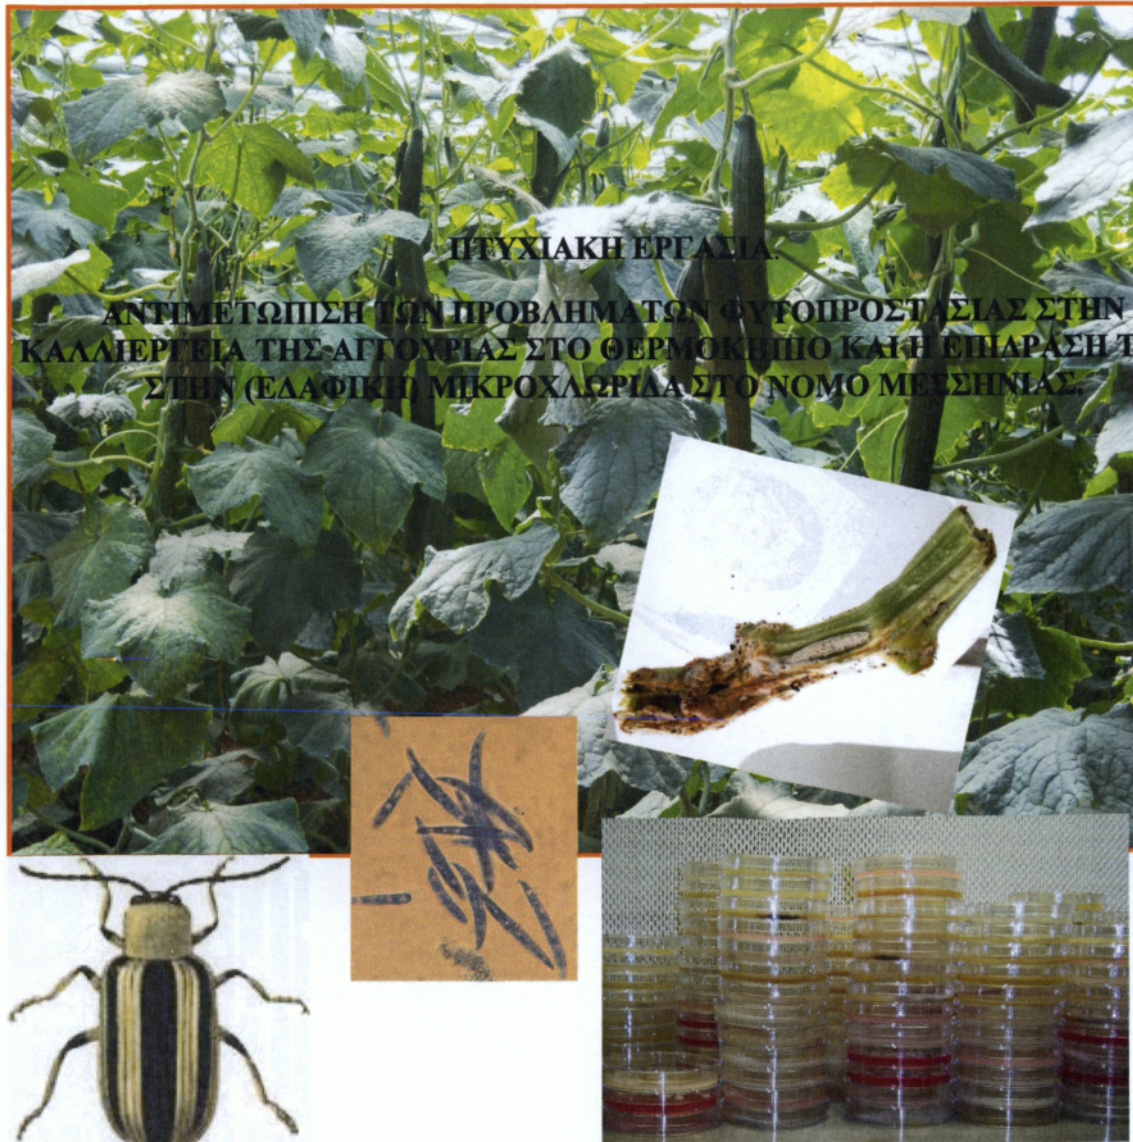 ΠΤΥΧΙΑΚΗ ΕΡΓΑΣΙΑ.
ΑΝΤΙΜΕΤΩΠΙΣΗ ΤΩΝ ΠΡΟΒΛΗΜΑΤΩΝ ΦΥΤΟΠΡΟΣΤΑΣΙΑΣ ΣΤΗΝ
ΚΑΛΛΙΕΡΓΕΙΑ ΤΗΣ ΑΓΓΟΥΡΙΑΣ ΣΤΟ ΘΕΡΜΟΚΗΠΙΟ ΚΑΙ Η ΕΠΙΔΡΑΣΗ
ΣΤΗΝ (ΕΔΑΦΙΚΗ) ΜΙΚΡΟΧΛΩΡΙΔΑ ΣΤΟ ΝΟΜΟ ΜΕΣΣΗΝΙΑΣ.